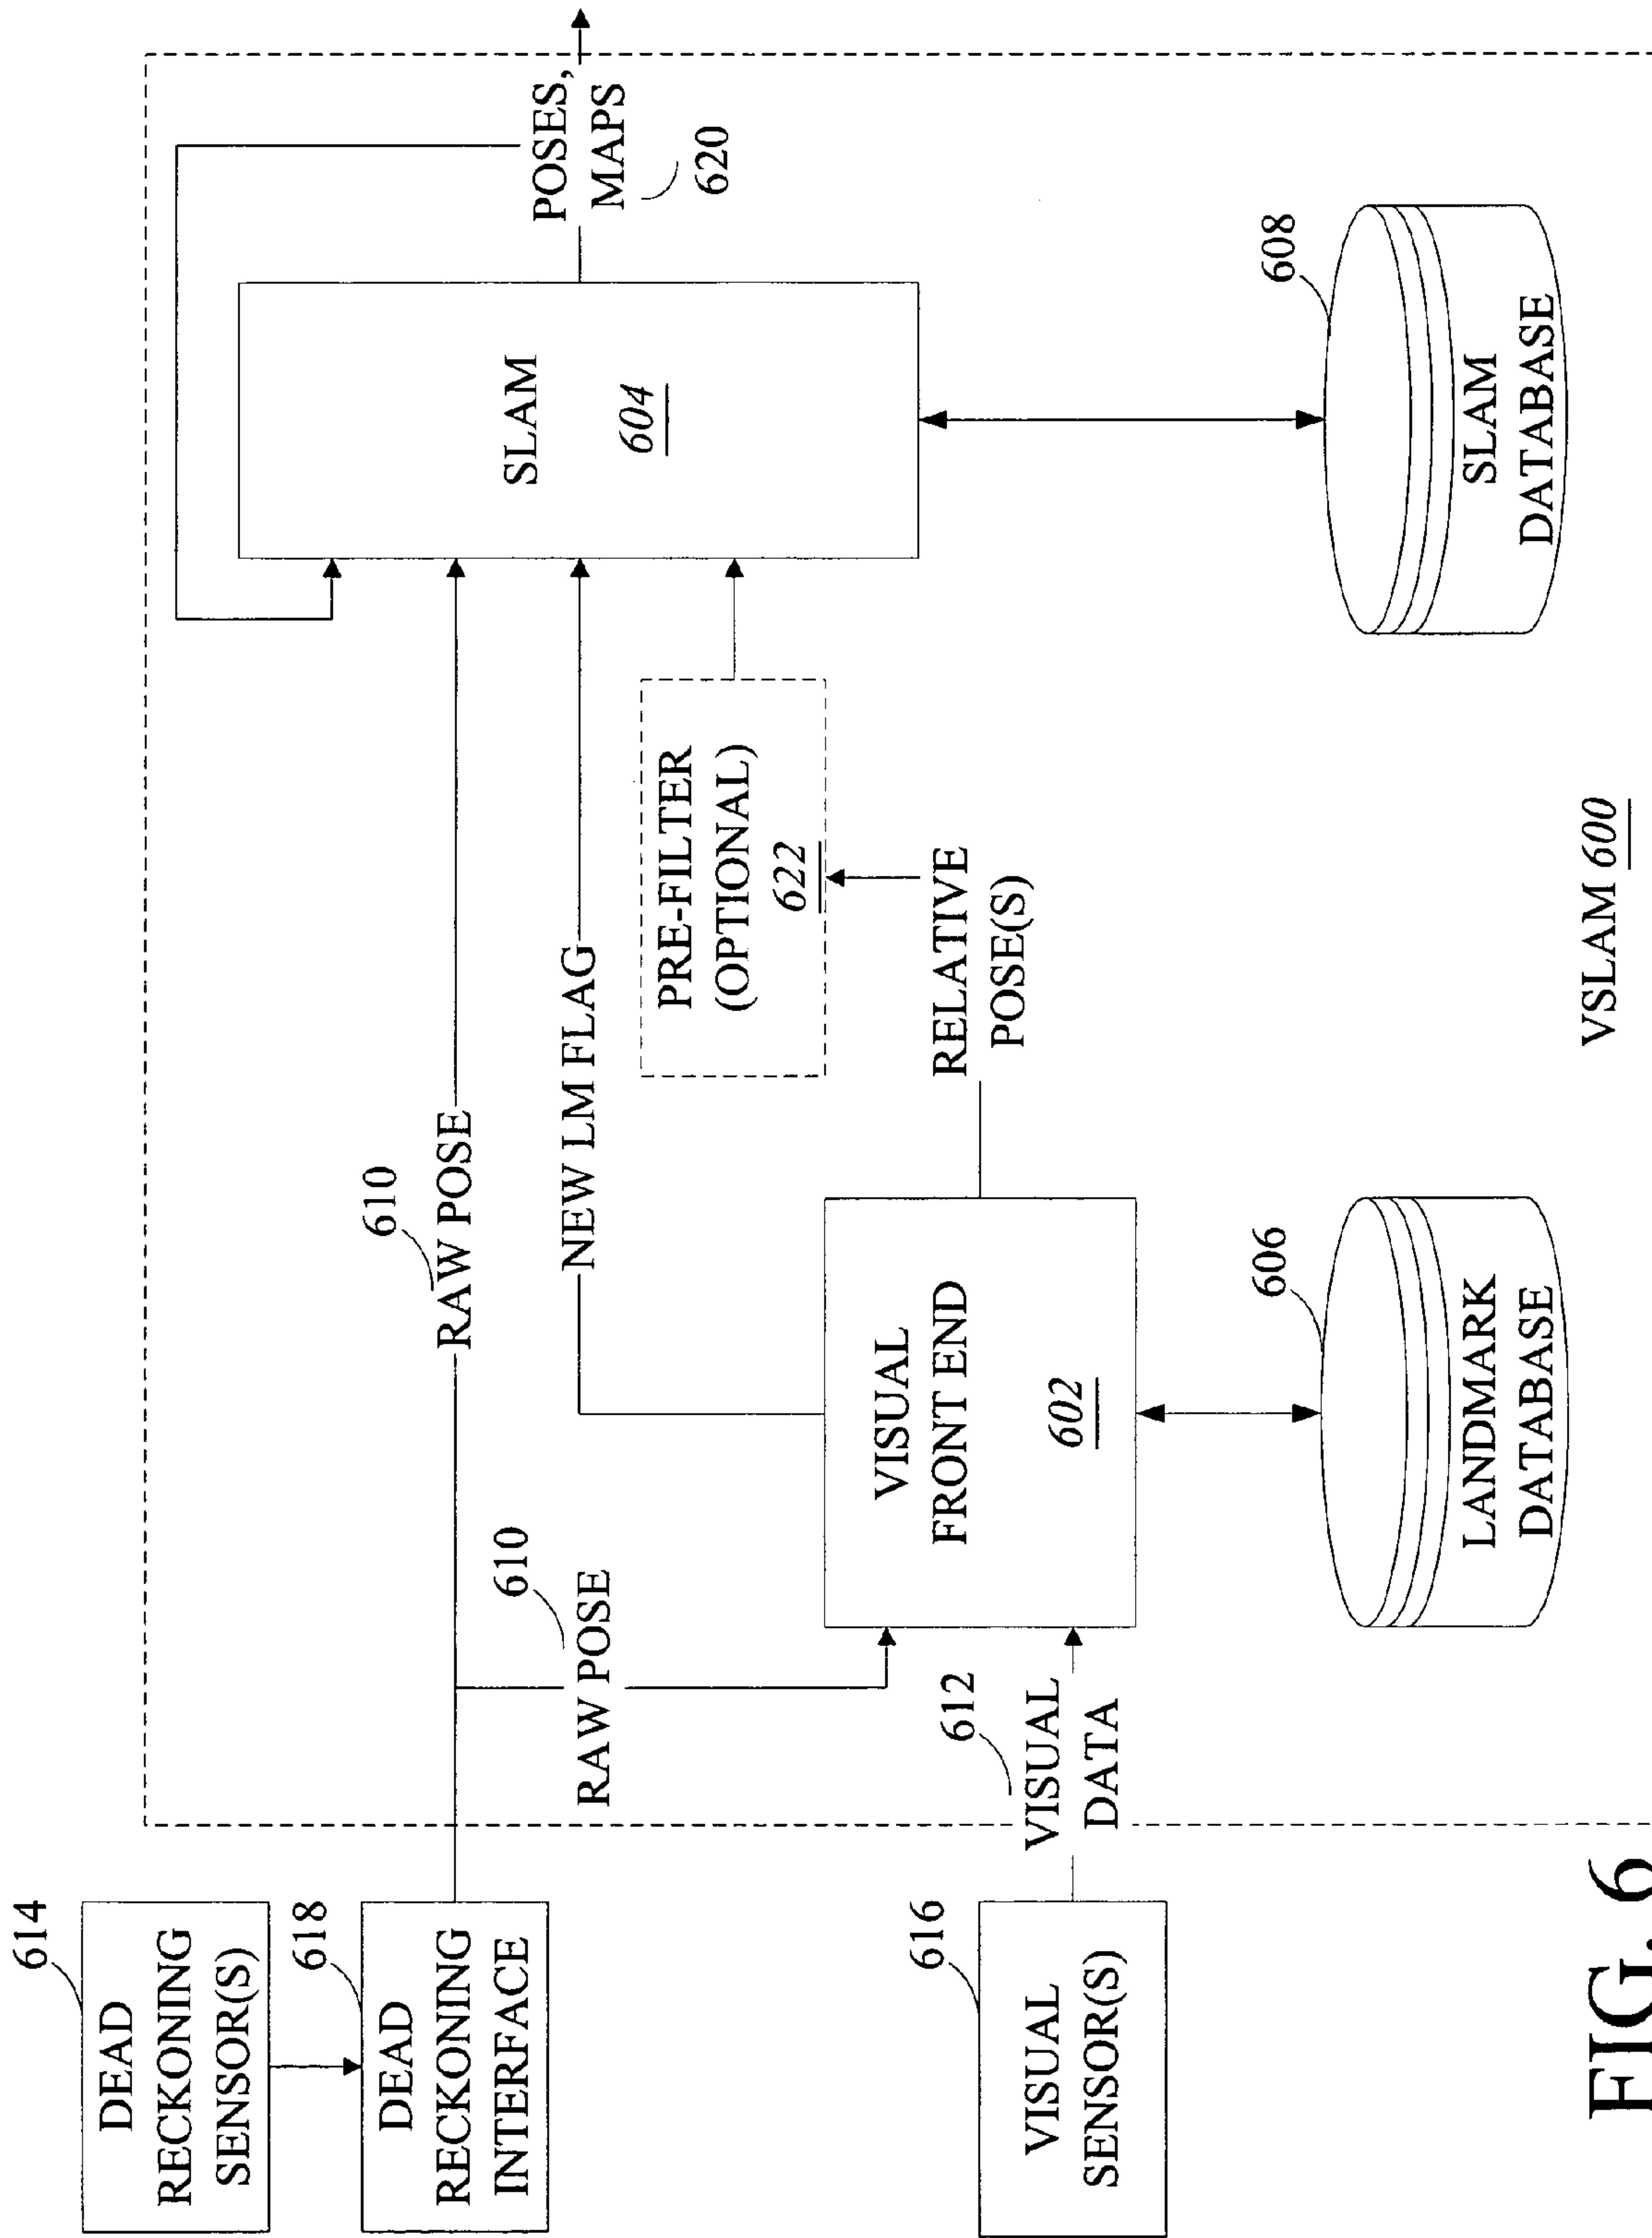 614
DEAD
RECKONING
SENSOR(S)
618
DEAD
RECKONING
INTERFACE
616
VISUAL
SENSOR(S)
610
RAW POSE
610
RAW POSE
612
VISUAL
DATA
NEW LM FLAG
VISUAL
FRONT END
602
606
LANDMARK
DATABASE
RELATIVE
POSE(S)
PRE-FILTER
(OPTIONAL)
622
SLAM
604
POSES,
MAPS
620
608
SLAM
DATABASE
VSLAM 600
FIG. 6